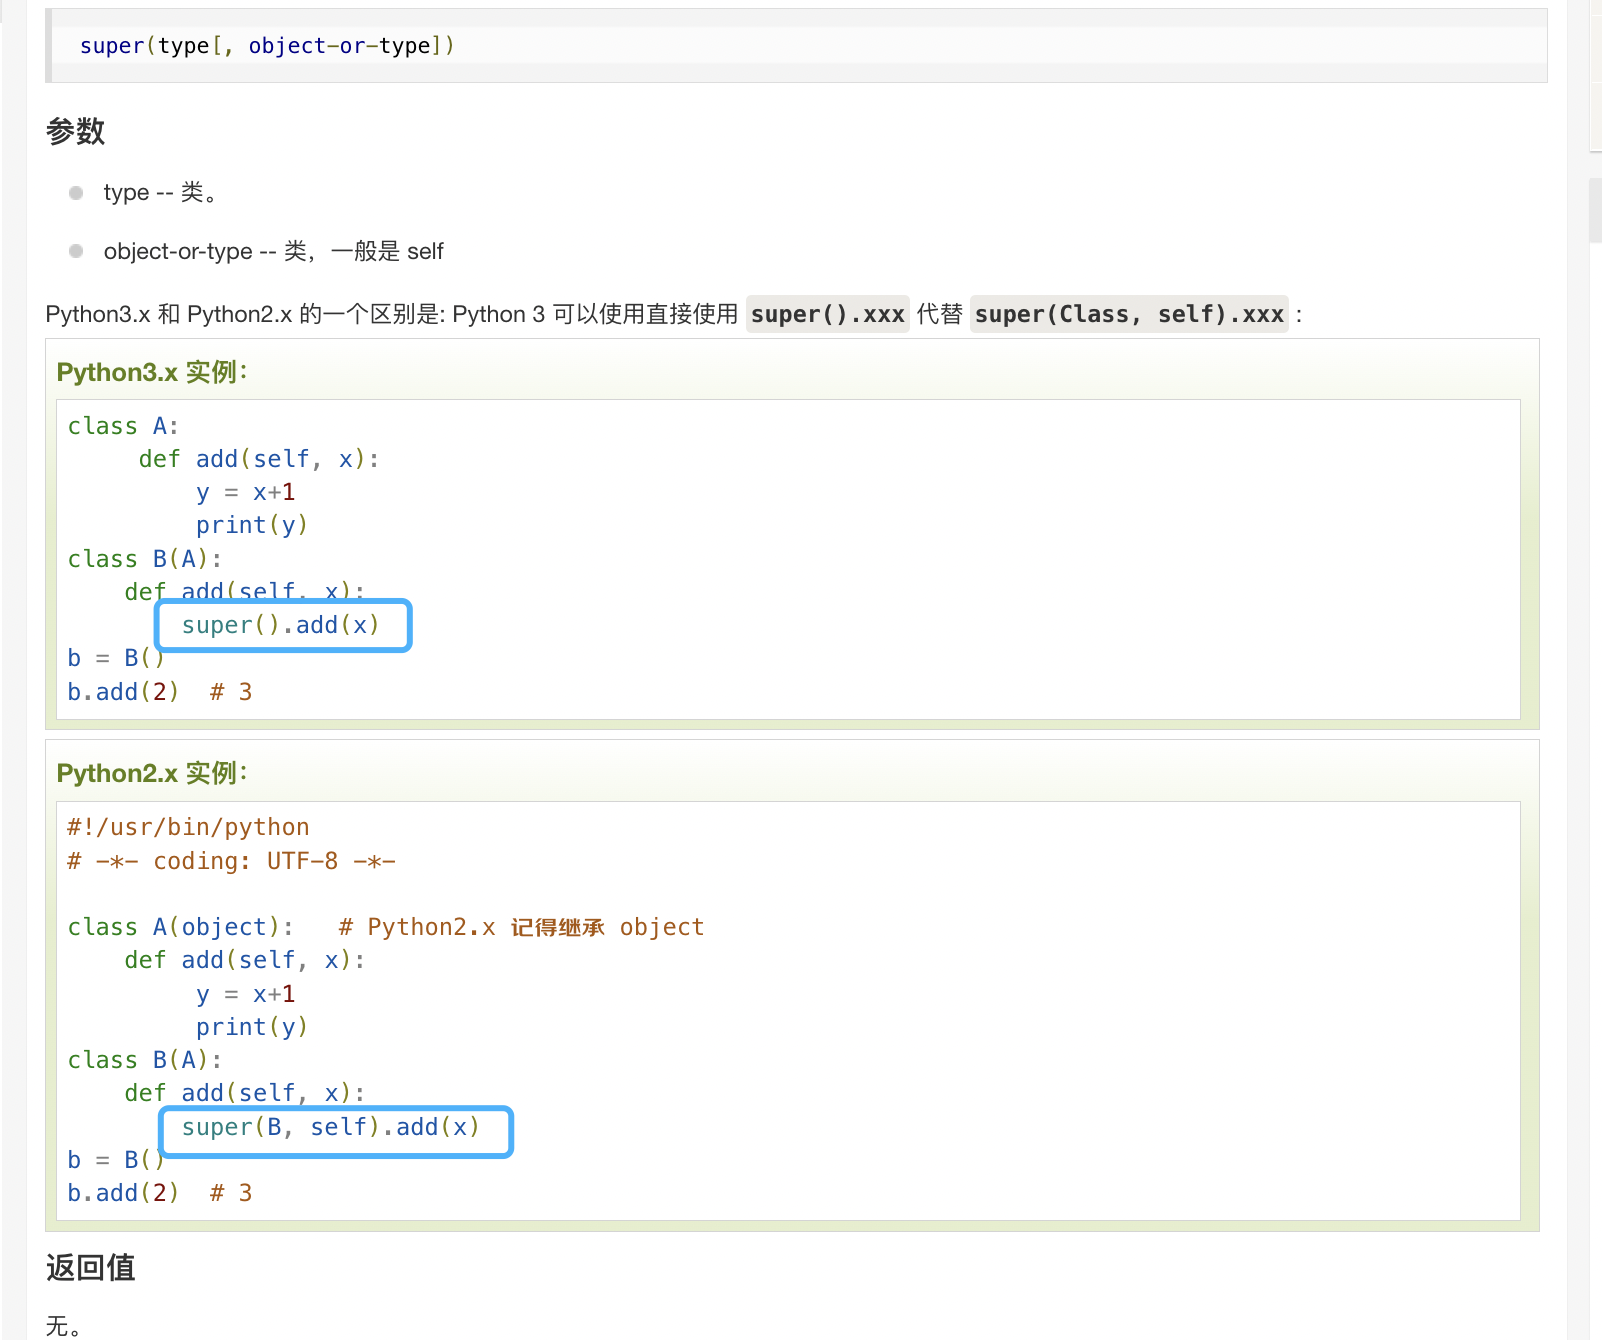 super(type[, object-or-type])
参数
type -- 类。
object-or-type -- 类，一般是 self
Python3.x 和 Python2.x 的一个区别是: Python 3 可以使用直接使用 super().xxx 代替 super(Class, self).xxx :
Python3.x 实例：
class A:
     def add(self, x):
         y = x+1
         print(y)
class B(A):
    def add(self, x):
        super().add(x)
b = B()
b.add(2)  # 3
Python2.x 实例：
#!/usr/bin/python
# -*- coding: UTF-8 -*-
class A(object):   # Python2.x 记得继承 object
    def add(self, x):
         y = x+1
         print(y)
class B(A):
    def add(self, x):
        super(B, self).add(x)
b = B()
b.add(2)  # 3
返回值
无。